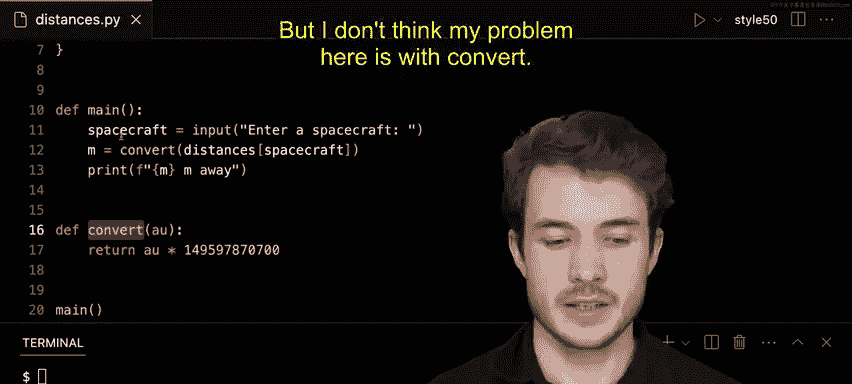 distances.py
style50
But I don't think my problem
here is with convert.
7 }
8
9
10 def main():
11 spacecraft = input("Enter a spacecraft: ")
12 m = convert(distances[spacecraft])
13 print(f"{m} m away")
14
15
16 def convert(au):
17 return au * 149597870700
18
19
20 main()
TERMINAL
$